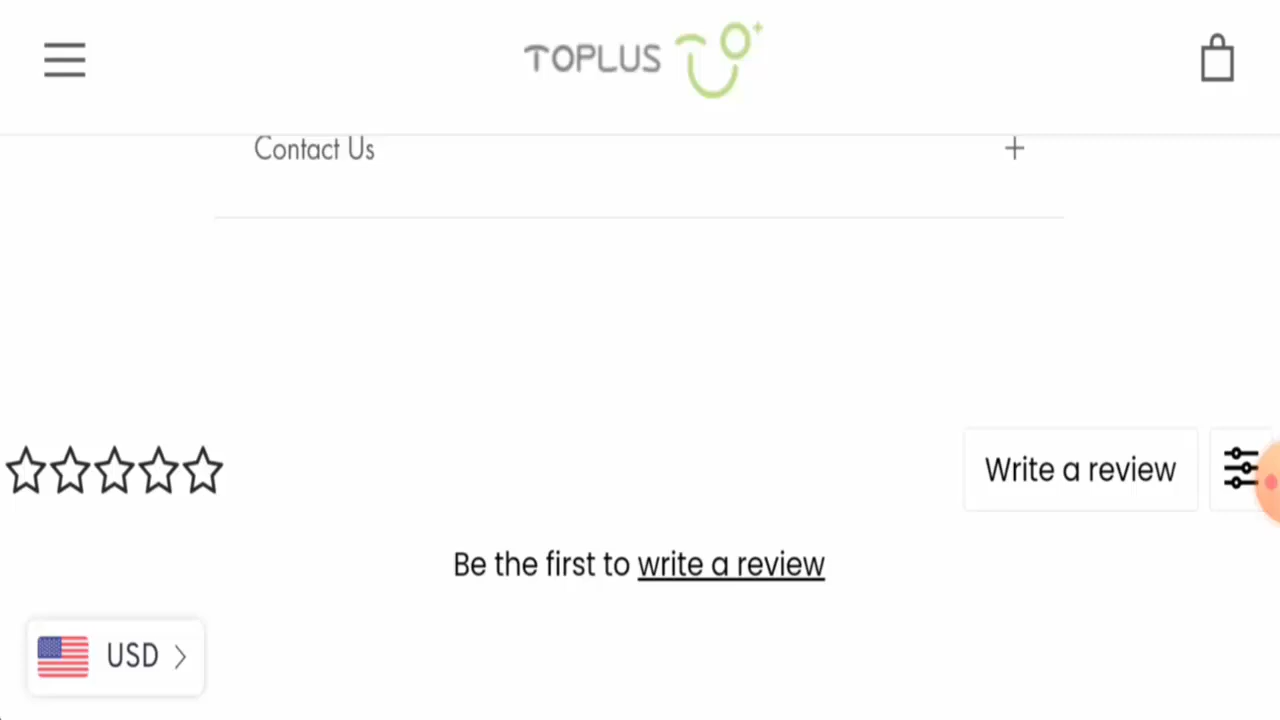 TOPLUS
Contact Us
Write a review
Be the first to write a review
USD